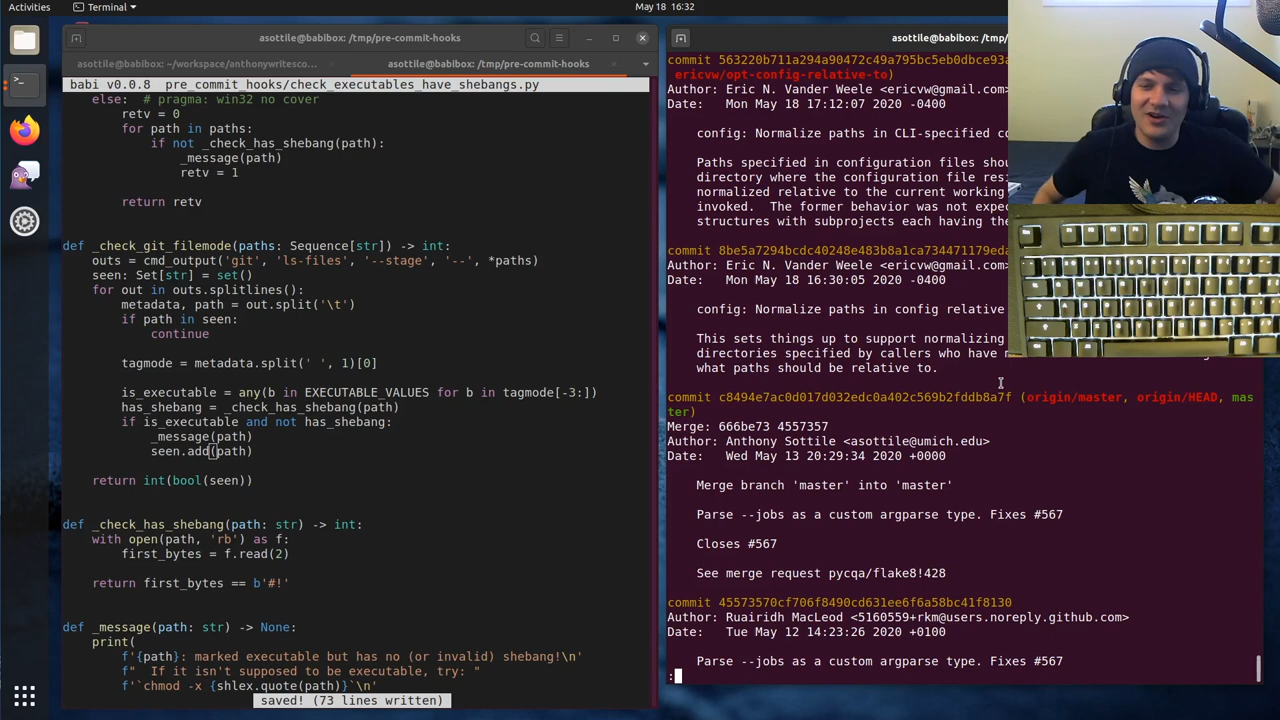 Activities
Terminal
May 18 16:32
asottile@babibox: /tmp/pre-commit-hooks
asottile@babibox: ~/workspace/anthonywritesco...
asottile@babibox: /tmp/pre-commit-hooks
babi v0.0.8 pre_commit_hooks/check_executables_have_shebangs.py
else:  # pragma: win32 no cover
retv = 0
for path in paths:
if not _check_has_shebang(path):
_message(path)
retv = 1
return retv
def _check_git_filemode(paths: Sequence[str]) -> int:
outs = cmd_output('git', 'ls-files', '--stage', '--', *paths)
seen: Set[str] = set()
for out in outs.splitlines():
metadata, path = out.split('\t')
if path in seen:
continue
tagmode = metadata.split(' ', 1)[0]
is_executable = any(b in EXECUTABLE_VALUES for b in tagmode[-3:])
has_shebang = _check_has_shebang(path)
if is_executable and not has_shebang:
_message(path)
seen.add(path)
return int(bool(seen))
def _check_has_shebang(path: str) -> int:
with open(path, 'rb') as f:
first_bytes = f.read(2)
return first_bytes == b'#!'
def _message(path: str) -> None:
print(
f'{path}: marked executable but has no (or invalid) shebang!\n'
f"  If it isn't supposed to be executable, try: "
f'`chmod -x {shlex.quote(path)}`\n'
saved! (73 lines written)
asottile@babibox: /tmp/
commit 563220b711a294a90472c49a795bc5eb0dbce93a
ericvw/opt-config-relative-to)
Author: Eric N. Vander Weele <ericvw@gmail.com>
Date:   Mon May 18 17:12:07 2020 -0400
config: Normalize paths in CLI-specified co
Paths specified in configuration files shou
directory where the configuration file resi
normalized relative to the current working
invoked.  The former behavior was not expe
structures with subprojects each having the
commit 8be5a7294bcdc40248e483b8a1ca734471179eda
Author: Eric N. Vander Weele <ericvw@gmail.com>
Date:   Mon May 18 16:30:05 2020 -0400
config: Normalize paths in config relative
This sets things up to support normalizing
directories specified by callers who have
what paths should be relative to.
commit c8494e7ac0d017d032edc0a402c569b2fddb8a7f (origin/master, origin/HEAD, mas
ter)
Merge: 666be73 4557357
Author: Anthony Sottile <asottile@umich.edu>
Date:   Wed May 13 20:29:34 2020 +0000
Merge branch 'master' into 'master'
Parse --jobs as a custom argparse type. Fixes #567
Closes #567
See merge request pycqa/flake8!428
commit 45573570cf706f8490cd631ee6f6a58bc41f8130
Author: Ruairidh MacLeod <5160559+rkm@users.noreply.github.com>
Date:   Tue May 12 14:23:26 2020 +0100
Parse --jobs as a custom argparse type. Fixes #567
: